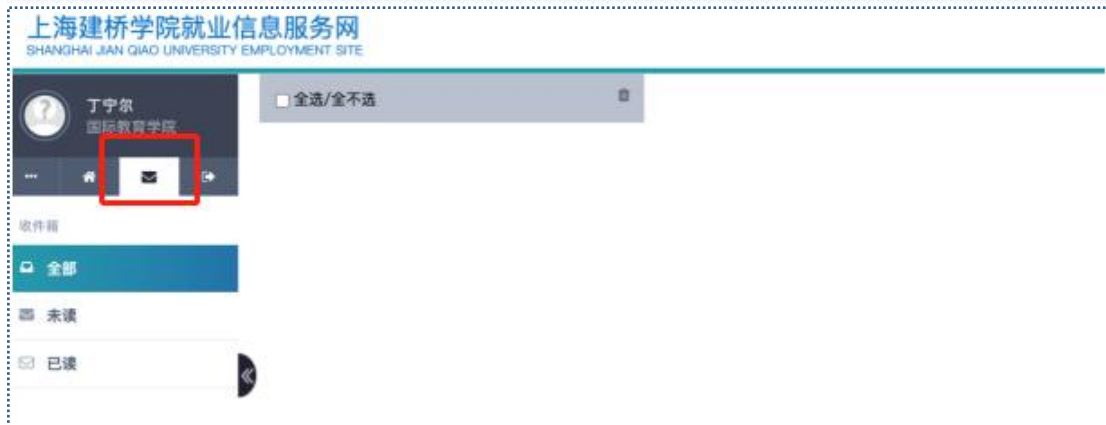 上海建桥学院就业信息服务网
SHANGHAI JIAN QIAO UNIVERSITY EMPLOYMENT SITE
丁宁尔
国际教育学院
全选/全不选
收件箱
全部
未读
已读